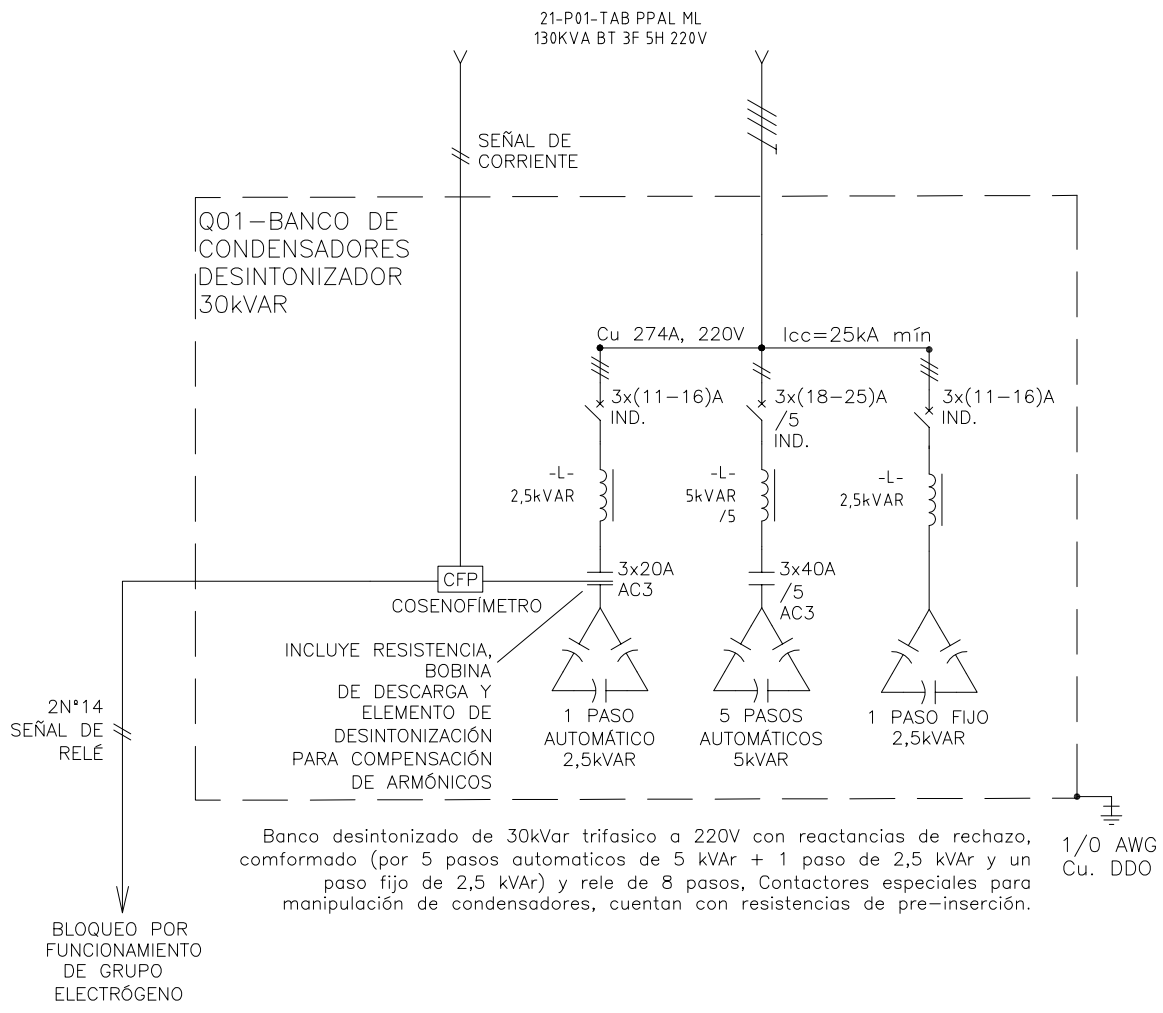 21-P01-TAB PPAL ML
130KVA BT 3F 5H 220V
SEÑAL DE
CORRIENTE
Q01-BANCO DE
CONDENSADORES
DESINTONIZADOR
30kVAR
Cu 274A, 220V
Icc=25kA mín
3x(11-16)A
IND.
3x(18-25)A
/5
IND.
3x(11-16)A
IND.
-L-
2,5kVAR
-L-
5kVAR
/5
-L-
2,5kVAR
CFP
COSENOFÍMETRO
3x20A
AC3
3x40A
/5
AC3
INCLUYE RESISTENCIA,
BOBINA
DE DESCARGA Y
ELEMENTO DE
DESINTONIZACIÓN
PARA COMPENSACIÓN
DE ARMÓNICOS
1 PASO
AUTOMÁTICO
2,5kVAR
5 PASOS
AUTOMÁTICOS
5kVAR
1 PASO FIJO
2,5kVAR
2N°14
SEÑAL DE
RELÉ
Banco desintonizado de 30kVar trifasico a 220V con reactancias de rechazo,
comformado (por 5 pasos automaticos de 5 kVAr + 1 paso de 2,5 kVAr y un
paso fijo de 2,5 kVAr) y rele de 8 pasos, Contactores especiales para
manipulación de condensadores, cuentan con resistencias de pre-inserción.
1/0 AWG
Cu. DDO
BLOQUEO POR
FUNCIONAMIENTO
DE GRUPO
ELECTRÓGENO